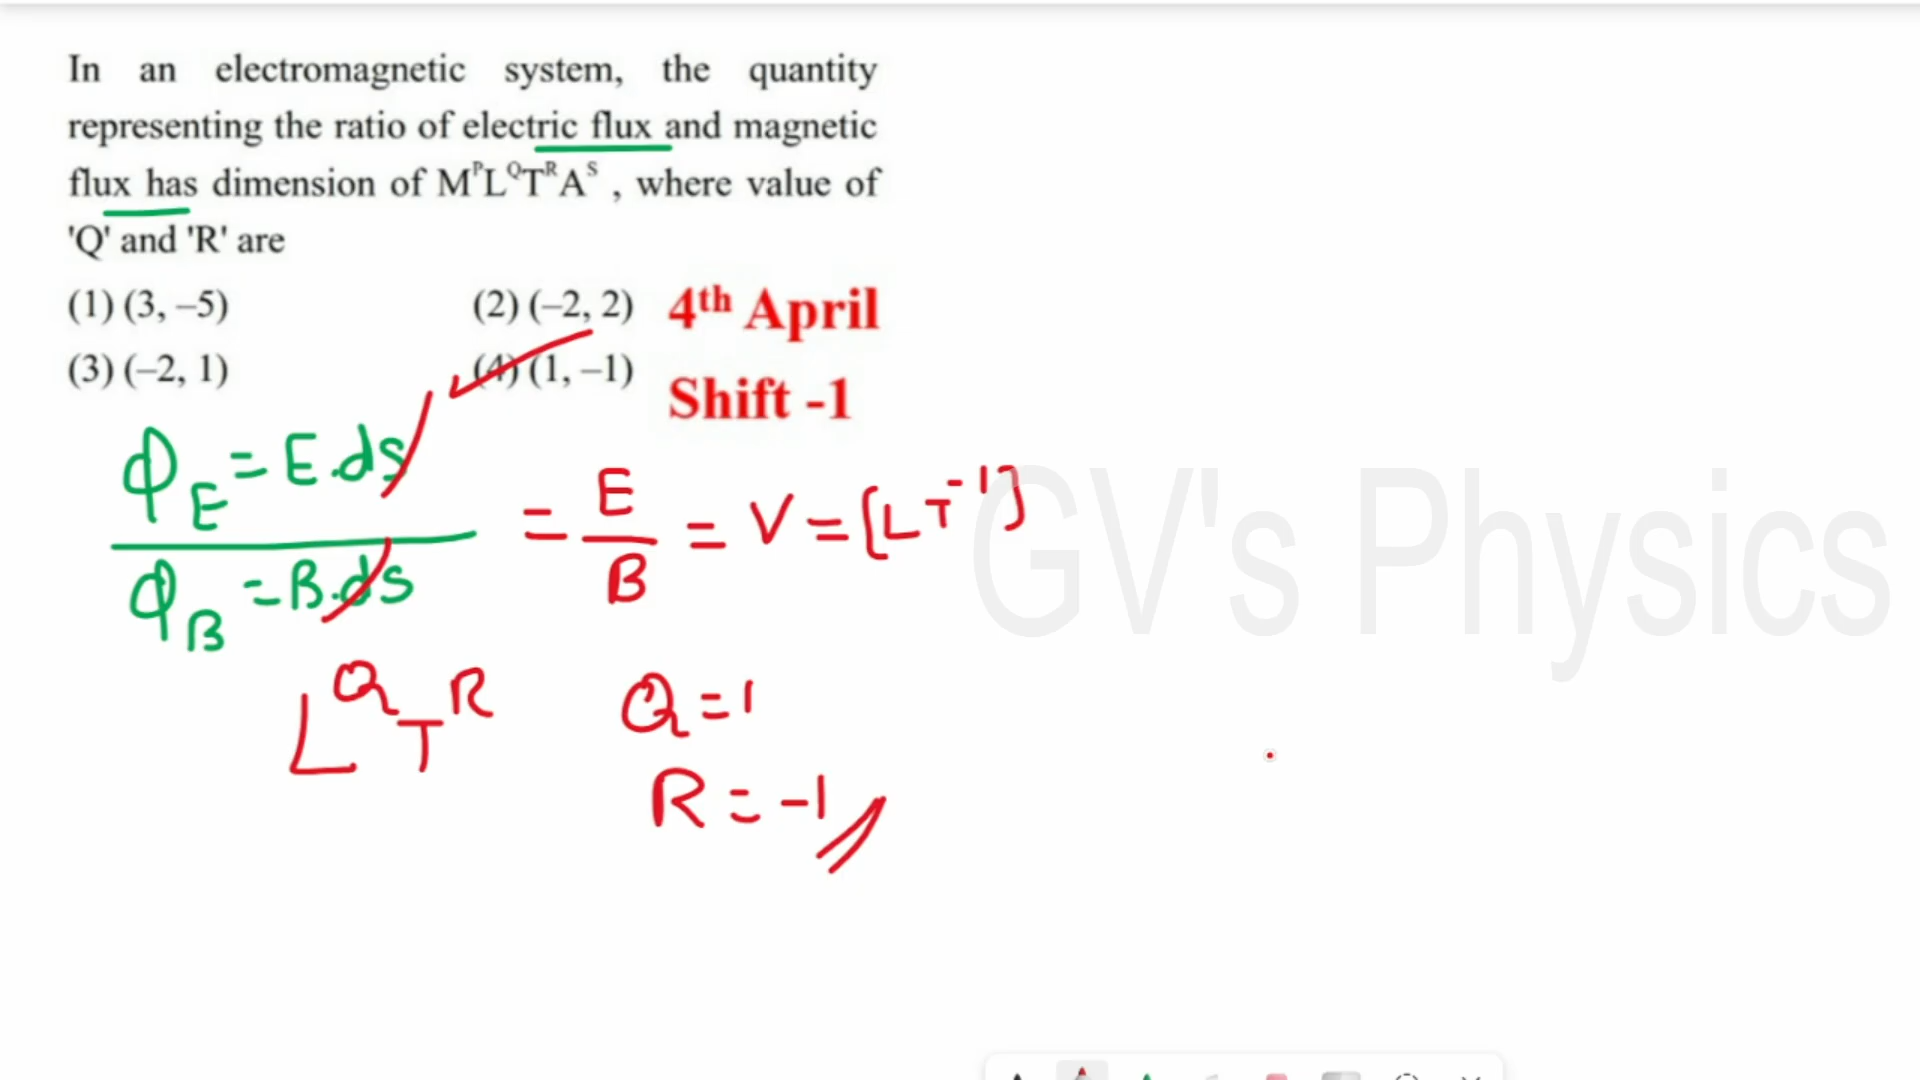 In an electromagnetic system, the quantity
representing the ratio of electric flux and magnetic
flux has dimension of MᴾLQTᴿAˢ , where value of
'Q' and 'R' are
(1) (3, –5) (2) (–2, 2)
(3) (–2, 1) (4) (1, –1)
4th April
Shift -1
ΦE = E.ds
ΦB = B.ds
= E/B = V = [LT⁻¹]
LQTᴿ
Q = 1
R = -1
GV's Physics